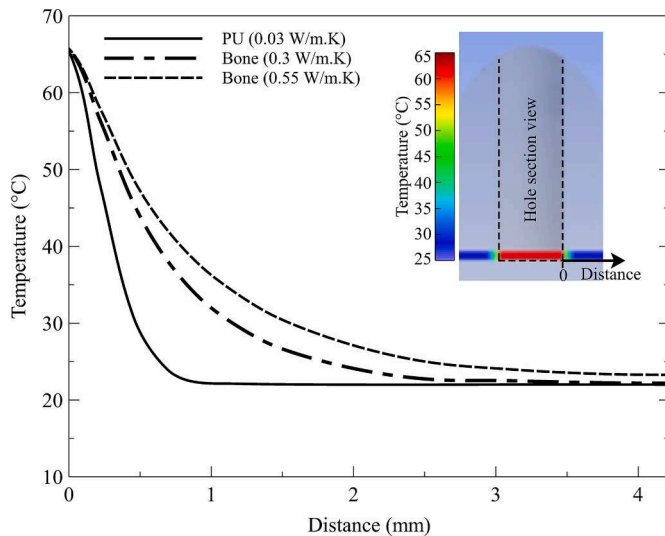 70
60
50
40
30
20
10
Temperature (°C)
PU (0.03 W/m.K)
Bone (0.3 W/m.K)
Bone (0.55 W/m.K)
65
60
55
50
45
40
35
30
25
Temperature (°C)
Hole section view
0
Distance
0
1
2
3
4
Distance (mm)